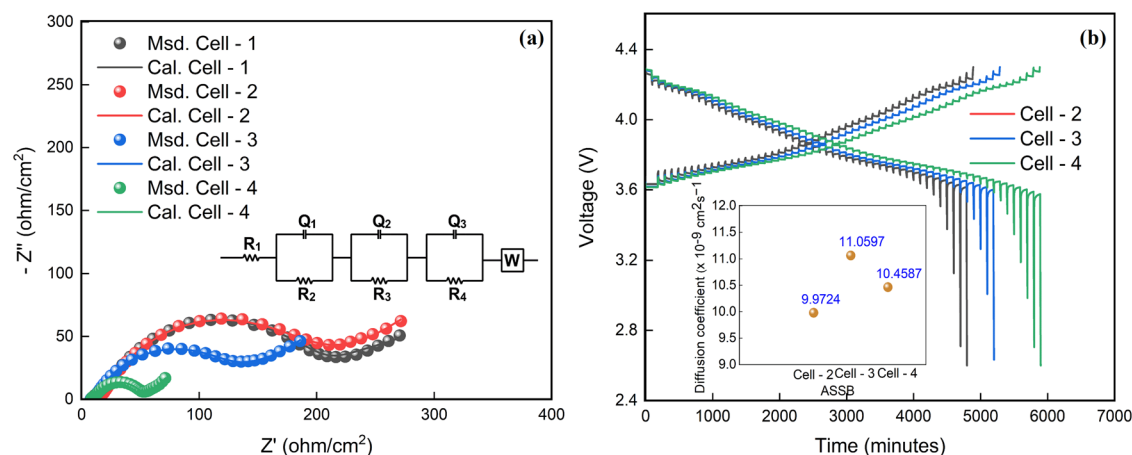 (a)
300
250
200
150
100
50
0
- Z" (ohm/cm²)
Msd. Cell - 1
Cal. Cell - 1
Msd. Cell - 2
Cal. Cell - 2
Msd. Cell - 3
Cal. Cell - 3
Msd. Cell - 4
Cal. Cell - 4
Q₁ Q₂ Q₃
R₁ W
R₂ R₃ R₄
0 100 200 300 400
Z' (ohm/cm²)
(b)
4.4
4.0
3.6
3.2
2.8
2.4
Voltage (V)
Cell - 2
Cell - 3
Cell - 4
12.0
11.5
11.0
10.5
10.0
9.5
9.0
Diffusion coefficient (x 10⁻⁹ cm²s−1
11.0597
10.4587
9.9724
Cell - 2 Cell - 3 Cell - 4
ASSB
0 1000 2000 3000 4000 5000 6000 7000
Time (minutes)